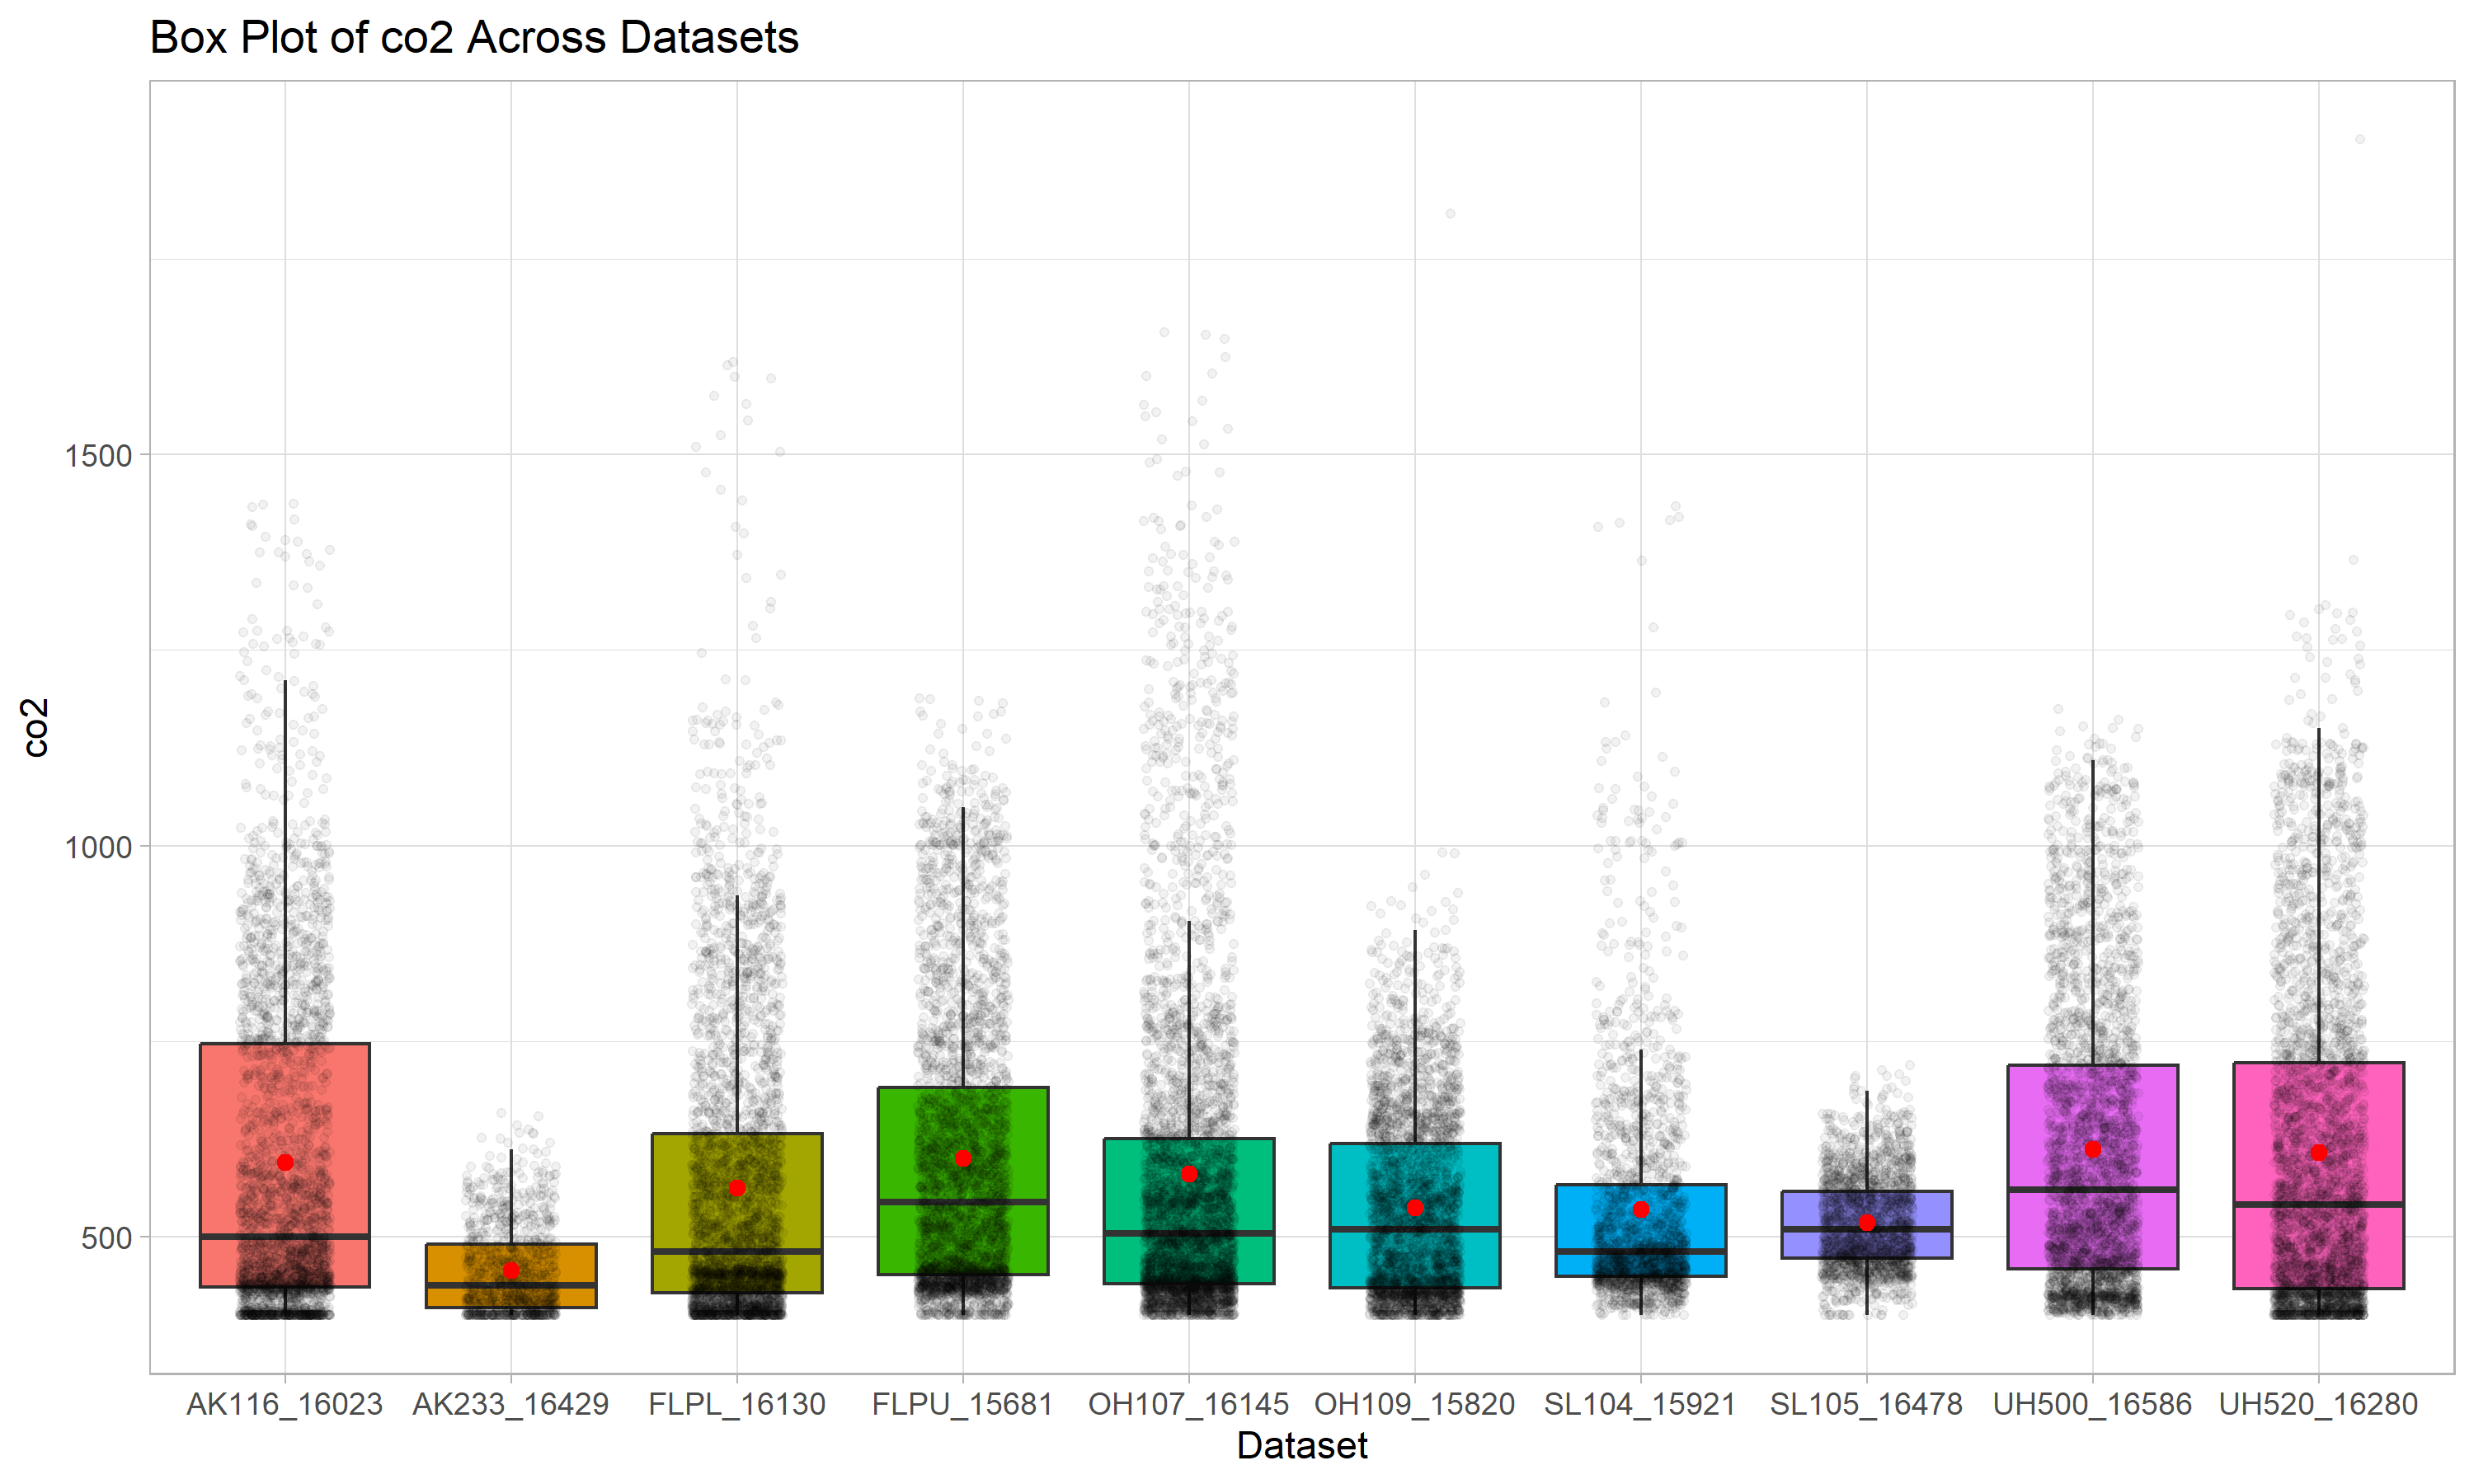 Box Plot of co2 Across Datasets
co2
1500
1000
500
AK116_16023 AK233_16429 FLPL_16130 FLPU_15681 OH107_16145 OH109_15820 SL104_15921 SL105_16478 UH500_16586 UH520_16280
Dataset